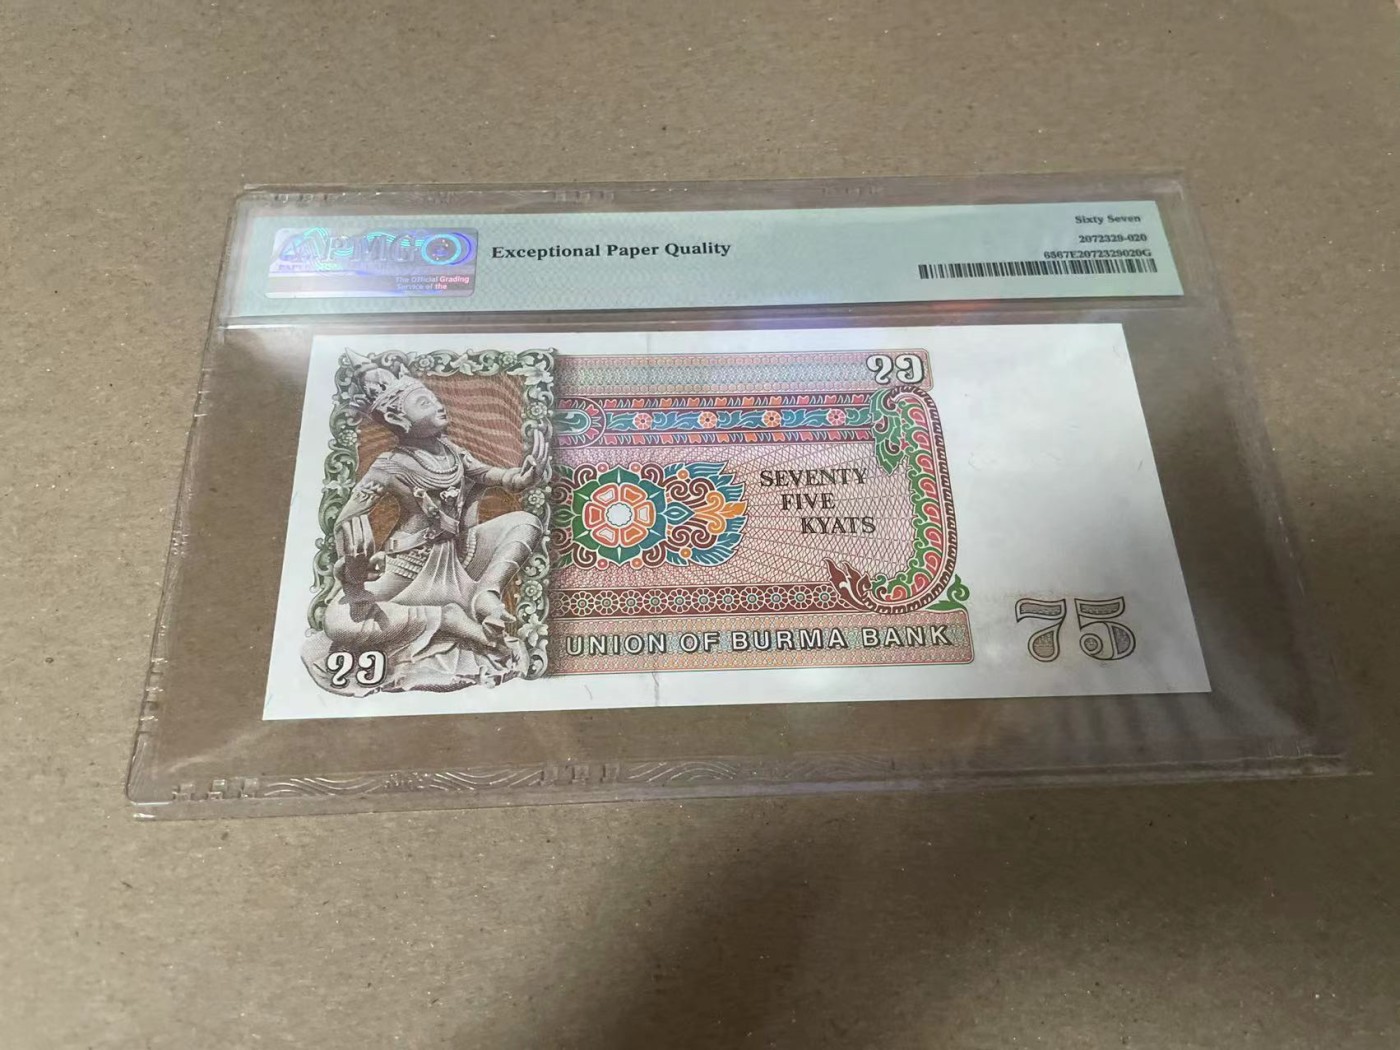 Sixty Seven
PMG
Exceptional Paper Quality
2072329-020
6567E2072329020G
The Official Grading
Service of the
၇၅
SEVENTY
FIVE
KYATS
UNION OF BURMA BANK
75
၇၅